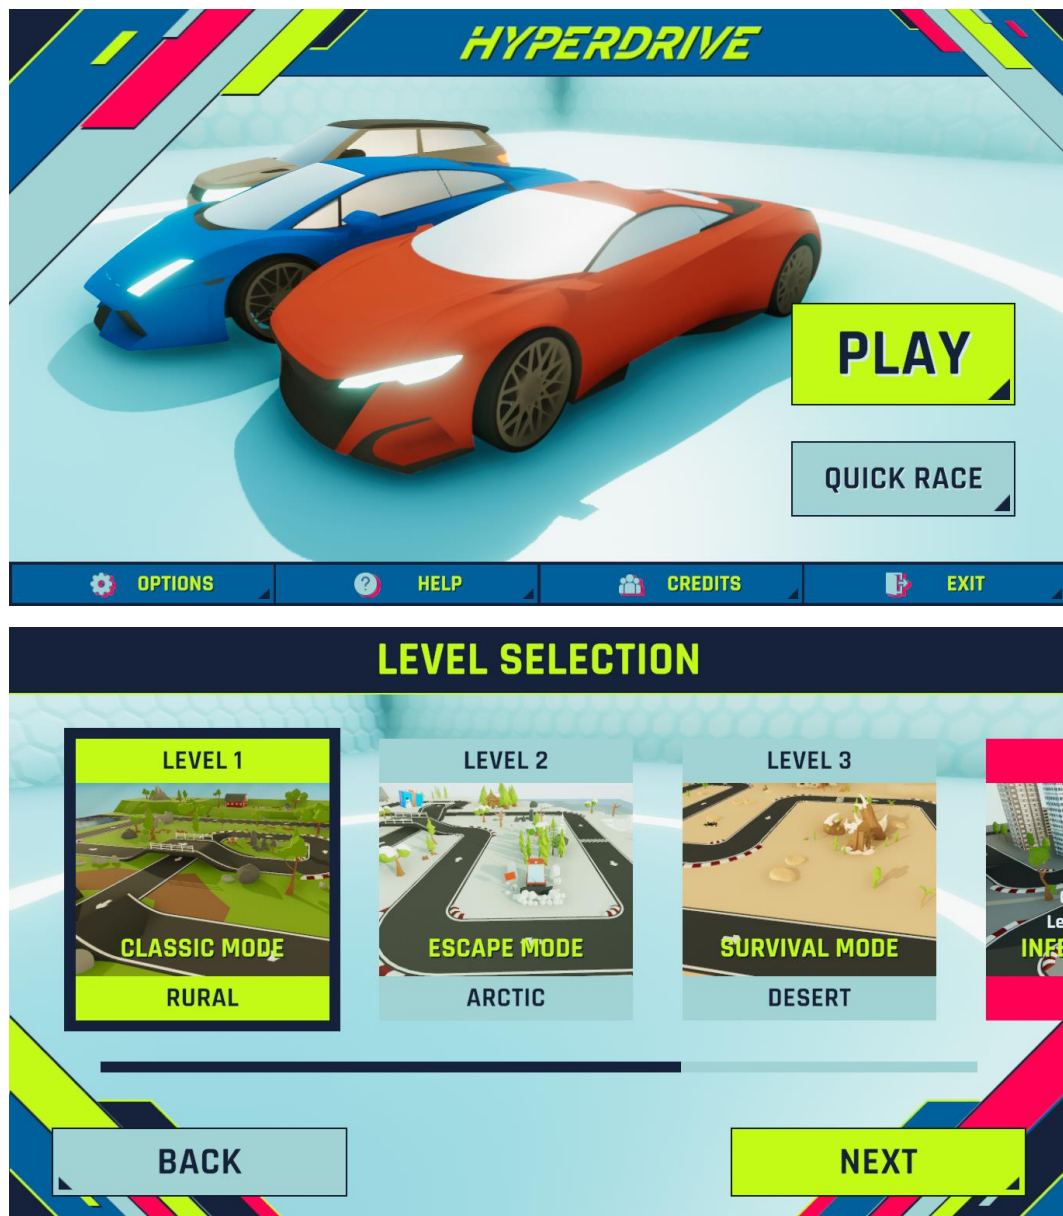 HYPERDRIVE
PLAY
QUICK RACE
OPTIONS
HELP
CREDITS
EXIT
LEVEL SELECTION
LEVEL 1
CLASSIC MODE
RURAL
LEVEL 2
ESCAPE MODE
ARCTIC
LEVEL 3
SURVIVAL MODE
DESERT
BACK
NEXT